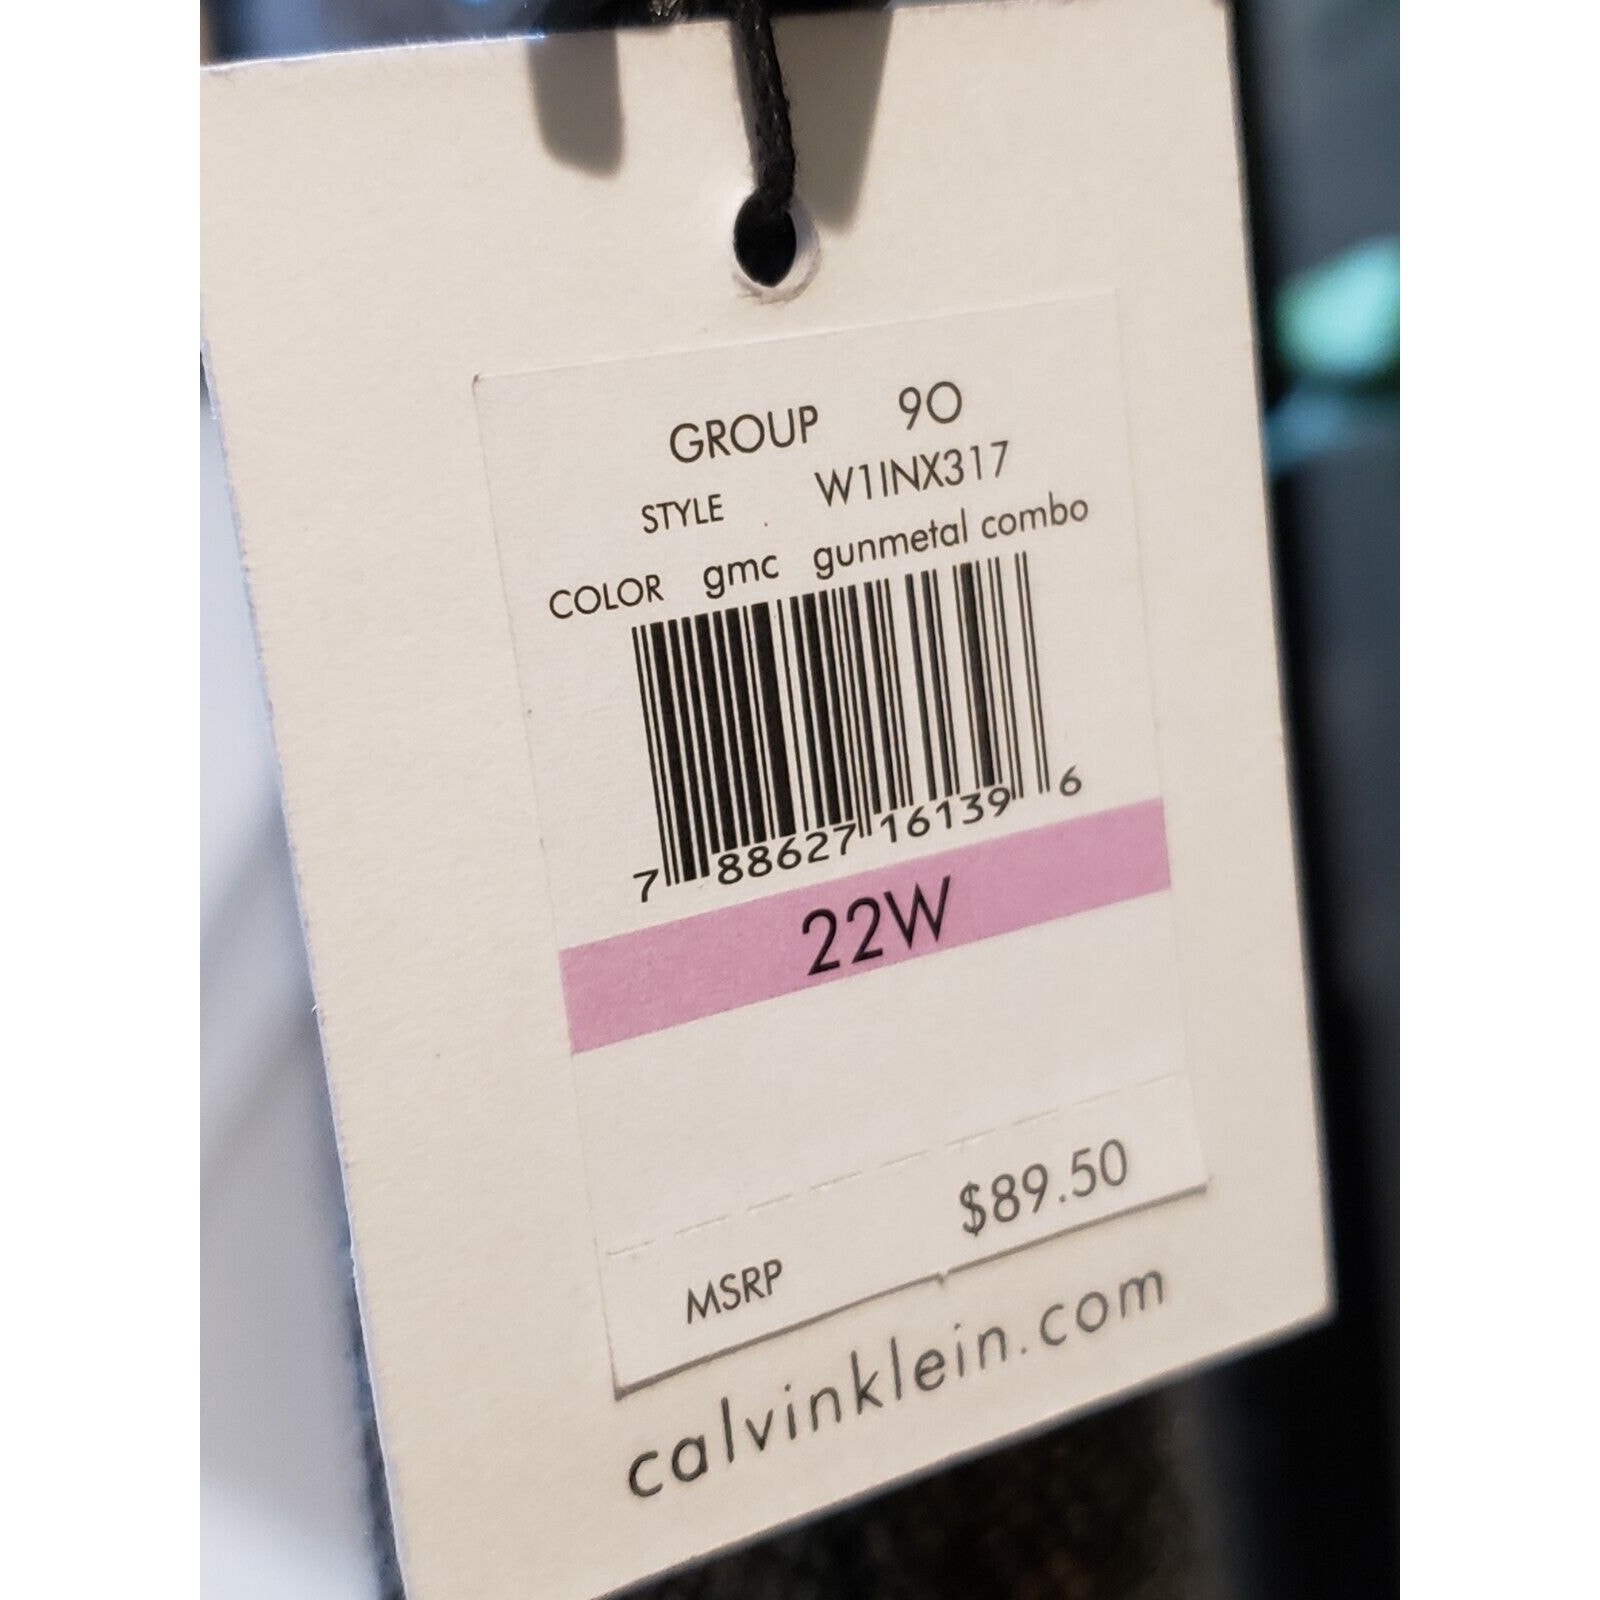 GROUP 90
STYLE W1INX317
COLOR gmc gunmetal combo
7 88627 16139 6
22W
$89.50
MSRP
calvinklein.com